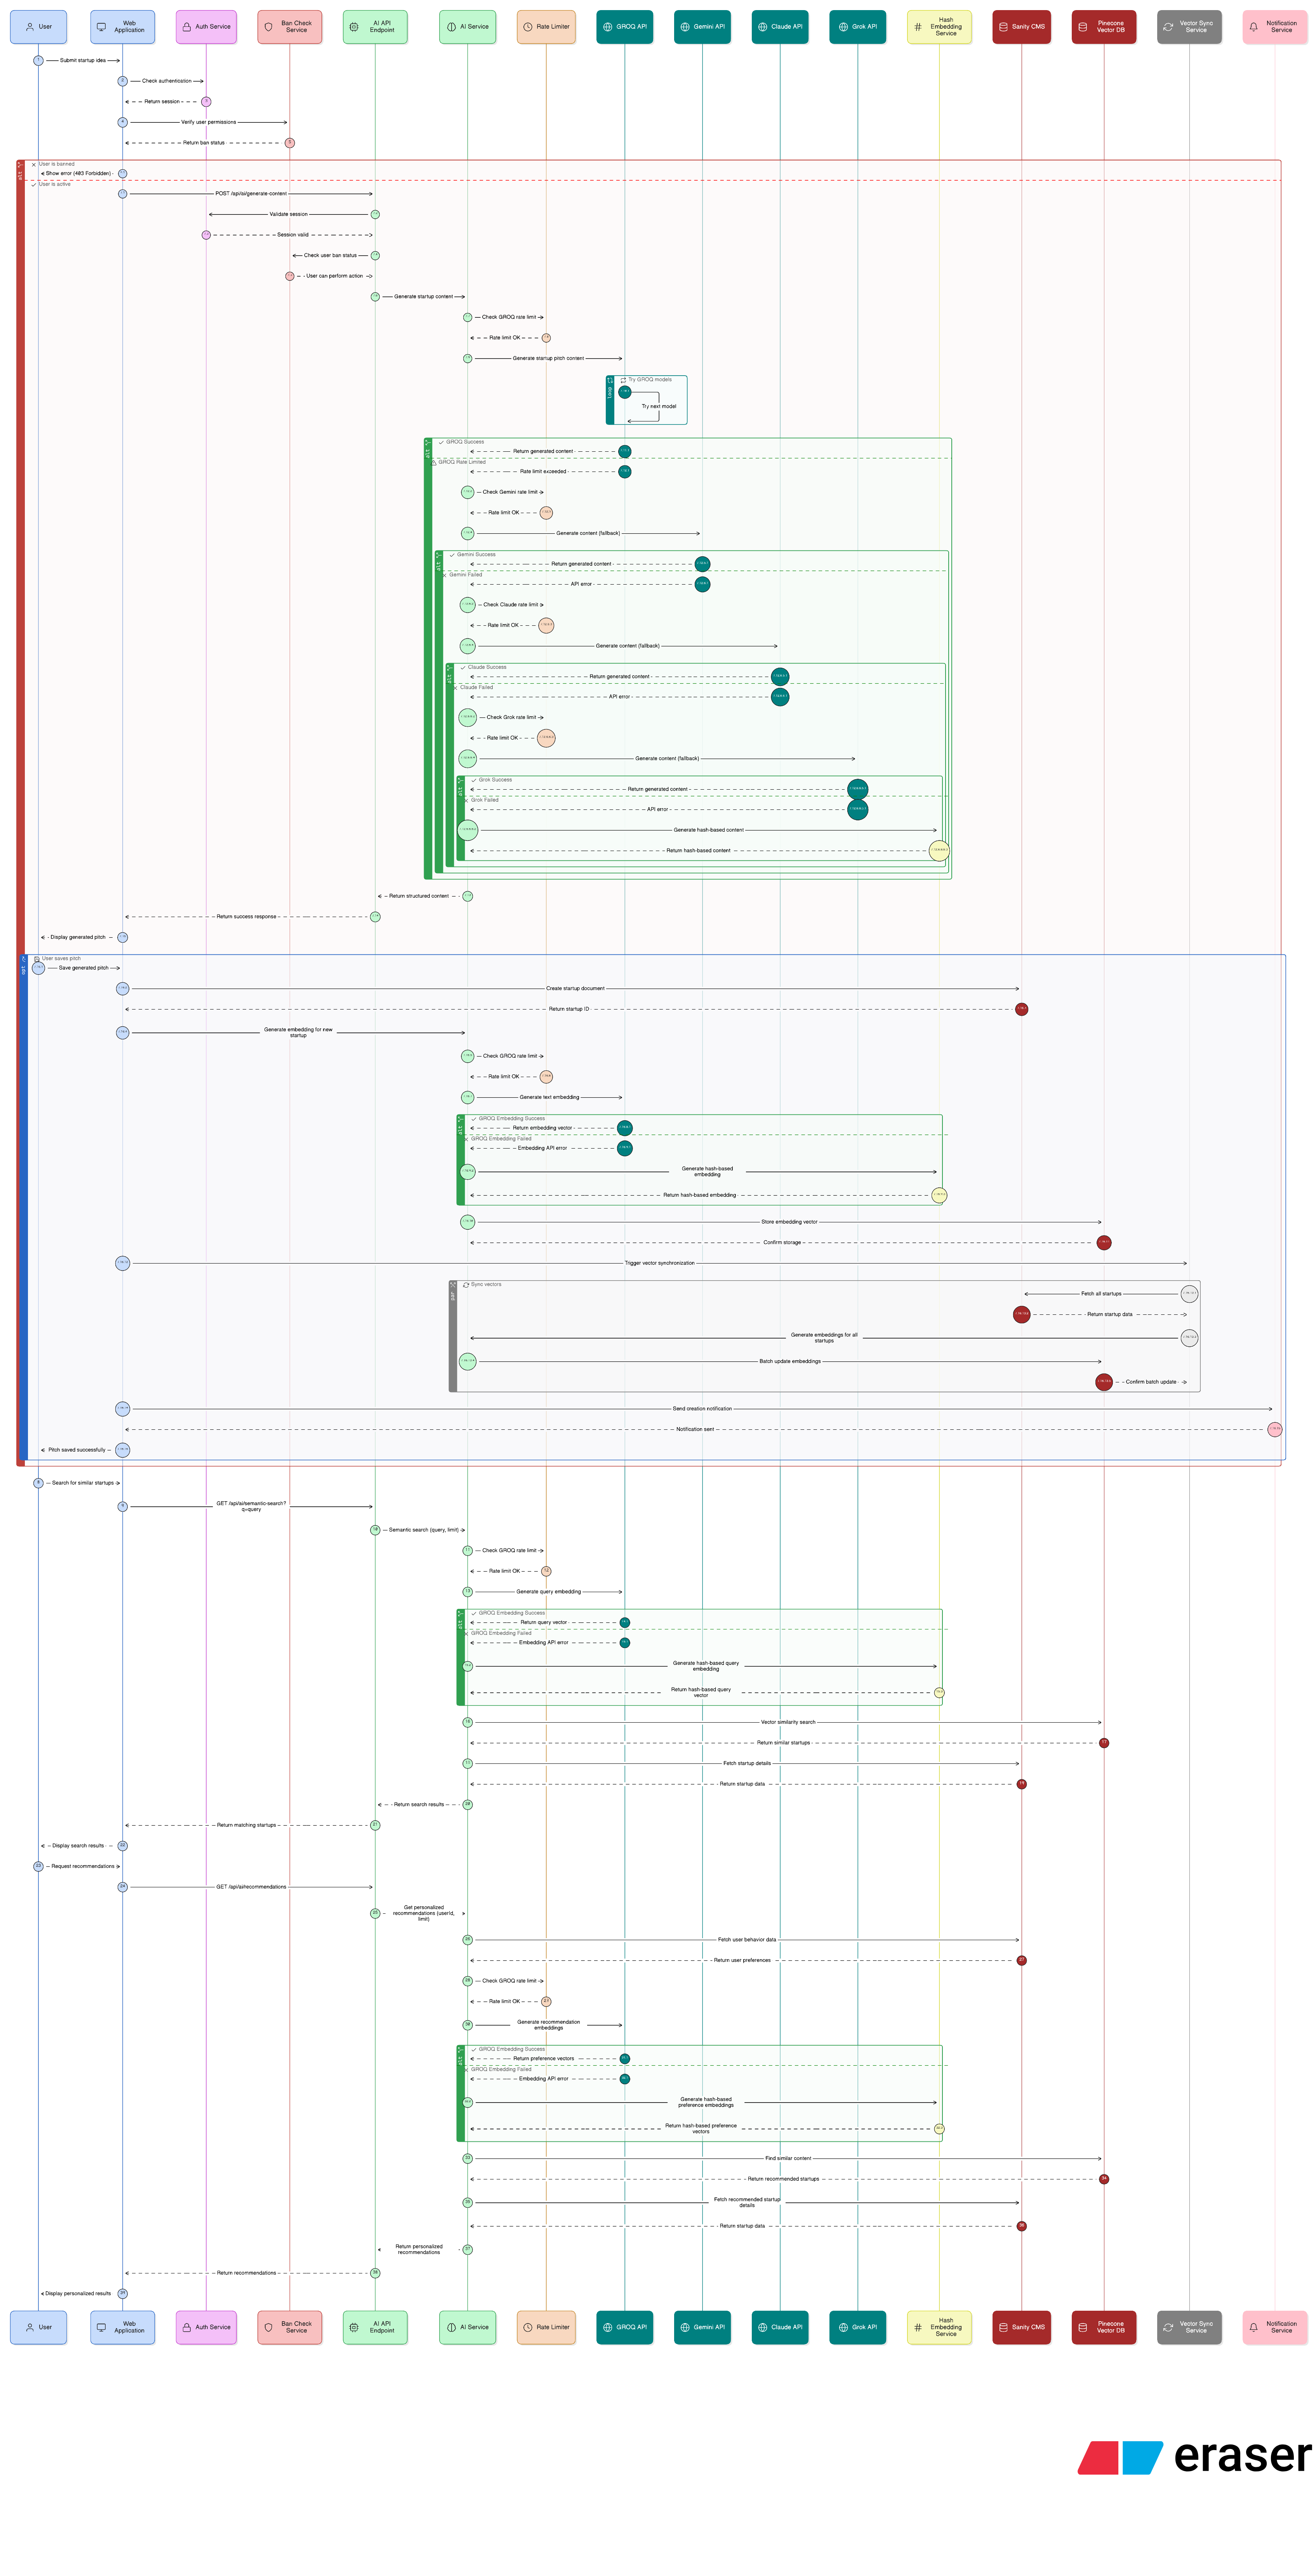 User
Web
Application
Auth Service
Ban Check
Service
AI API
Endpoint
AI Service
Rate Limiter
GROQ API
Gemini API
Claude API
Grok API
Hash
Embedding
Service
Sanity CMS
Pinecone
Vector DB
Vector Sync
Service
Notification
Service
1
Submit startup idea
2
Check authentication
3
Return session
4
Verify user permissions
5
Return ban status
alt
User is banned
Show error (403 Forbidden)
User is active
POST /api/ai/generate-content
Validate session
Session valid
Check user ban status
User can perform action
Generate startup content
Check GROQ rate limit
Rate limit OK
Generate startup pitch content
loop
Try GROQ models
Try next model
alt
GROQ Success
Return generated content
GROQ Rate Limited
Rate limit exceeded
Check Gemini rate limit
Rate limit OK
Generate content (fallback)
alt
Gemini Success
Return generated content
Gemini Failed
API error
Check Claude rate limit
Rate limit OK
Generate content (fallback)
alt
Claude Success
Return generated content
Claude Failed
API error
Check Grok rate limit
Rate limit OK
Generate content (fallback)
alt
Grok Success
Return generated content
Grok Failed
API error
Generate hash-based content
Return hash-based content
Return structured content
Return success response
Display generated pitch
opt
User saves pitch
Save generated pitch
Create startup document
Return startup ID
Generate embedding for new
startup
Check GROQ rate limit
Rate limit OK
Generate text embedding
alt
GROQ Embedding Success
Return embedding vector
GROQ Embedding Failed
Embedding API error
Generate hash-based
embedding
Return hash-based embedding
Store embedding vector
Confirm storage
Trigger vector synchronization
par
Sync vectors
Fetch all startups
Return startup data
Generate embeddings for all
startups
Batch update embeddings
Confirm batch update
Send creation notification
Notification sent
Pitch saved successfully
Search for similar startups
GET /api/ai/semantic-search?
q=query
10
Semantic search (query, limit)
11
Check GROQ rate limit
12
Rate limit OK
13
Generate query embedding
alt
GROQ Embedding Success
Return query vector
GROQ Embedding Failed
Embedding API error
Generate hash-based query
embedding
Return hash-based query
vector
Vector similarity search
Return similar startups
Fetch startup details
Return startup data
20
Return search results
21
Return matching startups
22
Display search results
23
Request recommendations
24
GET /api/ai/recommendations
25
Get personalized
recommendations (userId,
limit)
Fetch user behavior data
Return user preferences
Check GROQ rate limit
Rate limit OK
30
Generate recommendation
embeddings
alt
GROQ Embedding Success
Return preference vectors
GROQ Embedding Failed
Embedding API error
Generate hash-based
preference embeddings
Return hash-based preference
vectors
33
Find similar content
34
Return recommended startups
35
Fetch recommended startup
details
36
Return startup data
37
Return personalized
recommendations
38
Return recommendations
39
Display personalized results
User
Web
Application
Auth Service
Ban Check
Service
AI API
Endpoint
AI Service
Rate Limiter
GROQ API
Gemini API
Claude API
Grok API
Hash
Embedding
Service
Sanity CMS
Pinecone
Vector DB
Vector Sync
Service
Notification
Service
eraser